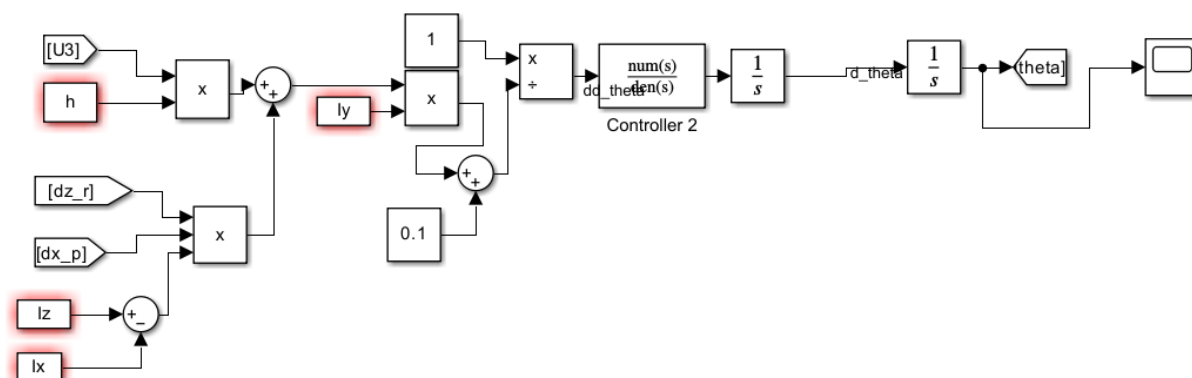 [U3]
h
x
+
+
Iy
1
x
x
÷
dd_theta
num(s)
den(s)
Controller 2
1
s
d_theta
1
s
theta]
+
+
0.1
[dz_r]
[dx_p]
x
Iz
+
−
Ix